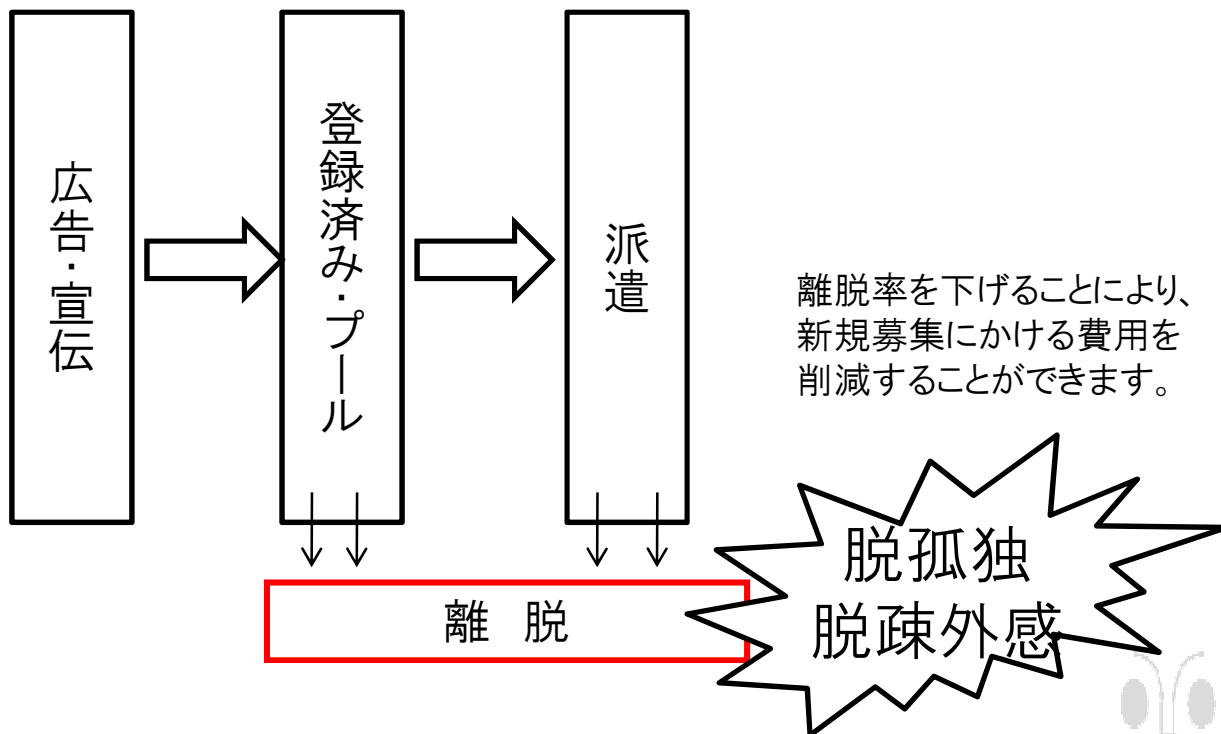 広告・宣伝
登録済み・プール
派遣
離脱率を下げることにより、
新規募集にかける費用を
削減することができます。
離 脱
脱孤独
脱疎外感